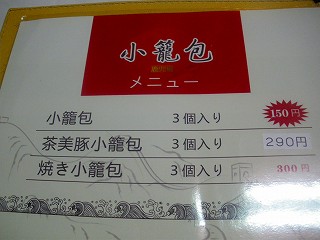 小籠包
メニュー
小籠包 3個入り 150円
茶美豚小籠包 3個入り 290円
焼き小籠包 3個入り 300円